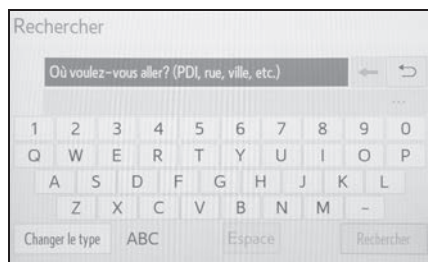 Rechercher
Où voulez-vous aller? (PDI, rue, ville, etc.)
...
1 2 3 4 5 6 7 8 9 0
Q W E R T Y U I O P
A S D F G H J K L
Z X C V B N M -
Changer le type ABC Espace Rechercher